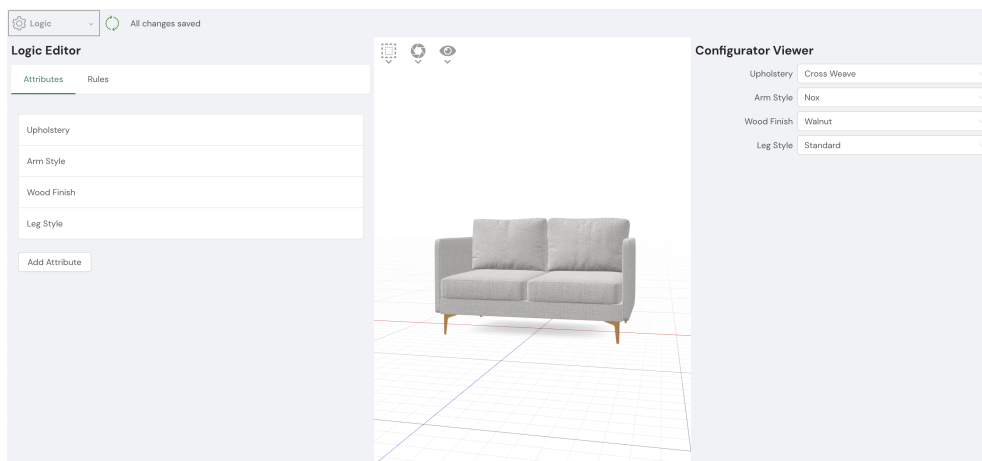 Logic
All changes saved
Logic Editor
Attributes Rules
Upholstery
Arm Style
Wood Finish
Leg Style
Add Attribute
Configurator Viewer
Upholstery Cross Weave
Arm Style Nox
Wood Finish Walnut
Leg Style Standard